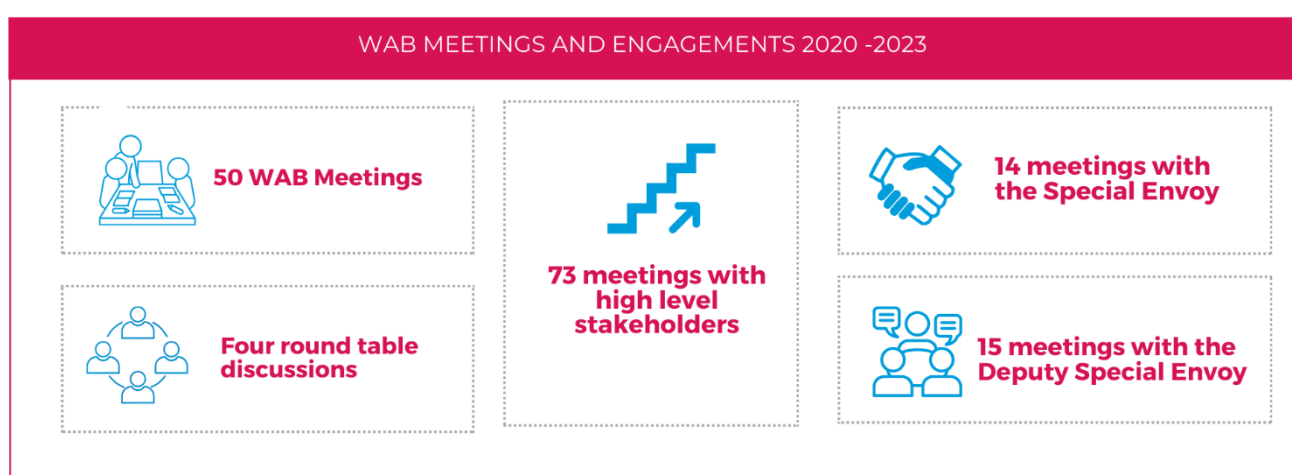 WAB MEETINGS AND ENGAGEMENTS 2020 -2023
50 WAB Meetings
Four round table
discussions
73 meetings with
high level
stakeholders
14 meetings with
the Special Envoy
15 meetings with the
Deputy Special Envoy